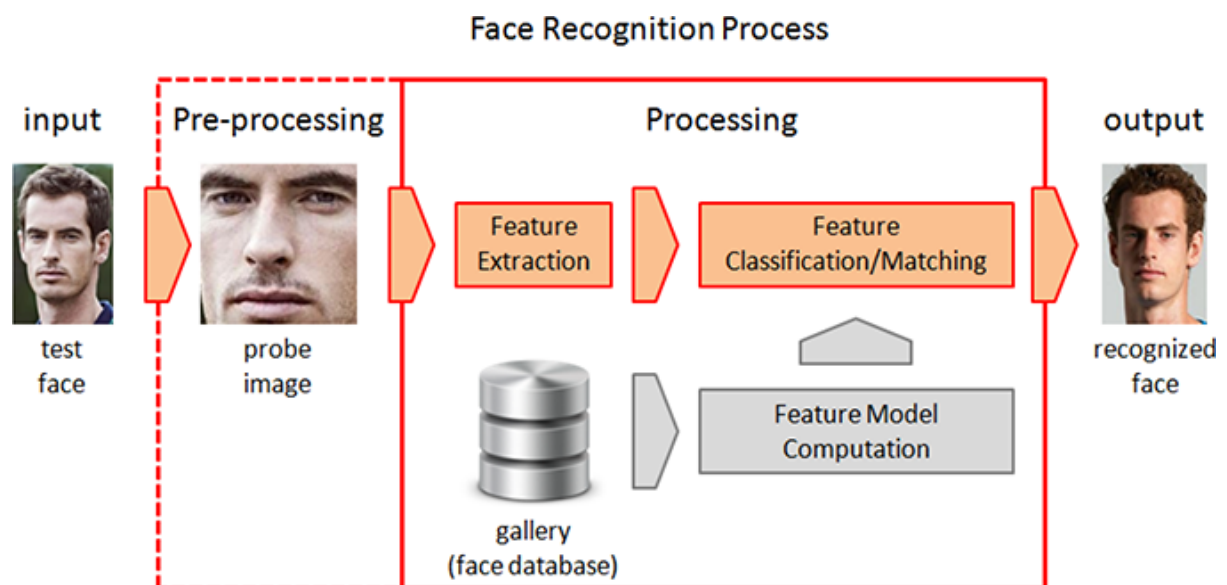 Face Recognition Process
input
Pre-processing
Processing
output
Feature
Extraction
Feature
Classification/Matching
test
face
probe
image
recognized
face
Feature Model
Computation
gallery
(face database)